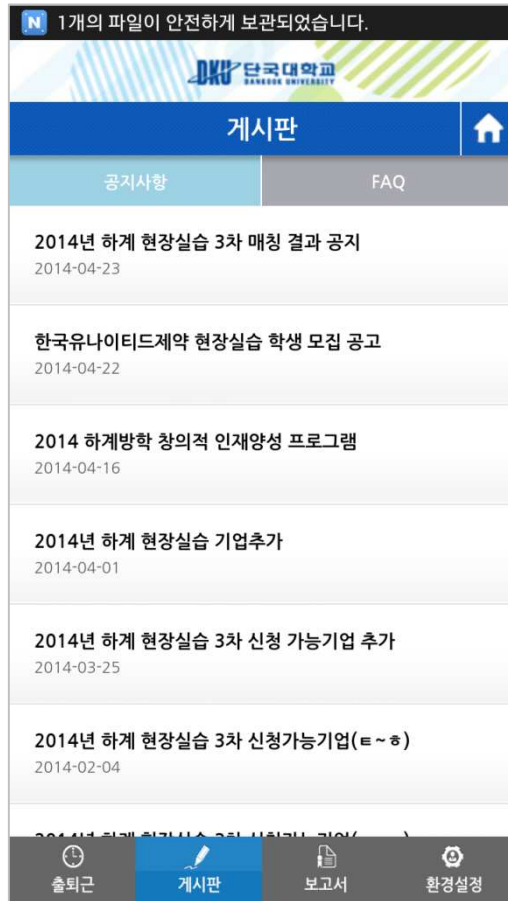 N 1개의 파일이 안전하게 보관되었습니다.
DKU 단국대학교
DANKOOK UNIVERSITY
게시판
공지사항 FAQ
2014년 하계 현장실습 3차 매칭 결과 공지
2014-04-23
한국유나이티드제약 현장실습 학생 모집 공고
2014-04-22
2014 하계방학 창의적 인재양성 프로그램
2014-04-16
2014년 하계 현장실습 기업추가
2014-04-01
2014년 하계 현장실습 3차 신청 가능기업 추가
2014-03-25
2014년 하계 현장실습 3차 신청가능기업(ㅌ~ㅎ)
2014-02-04
출퇴근 게시판 보고서 환경설정